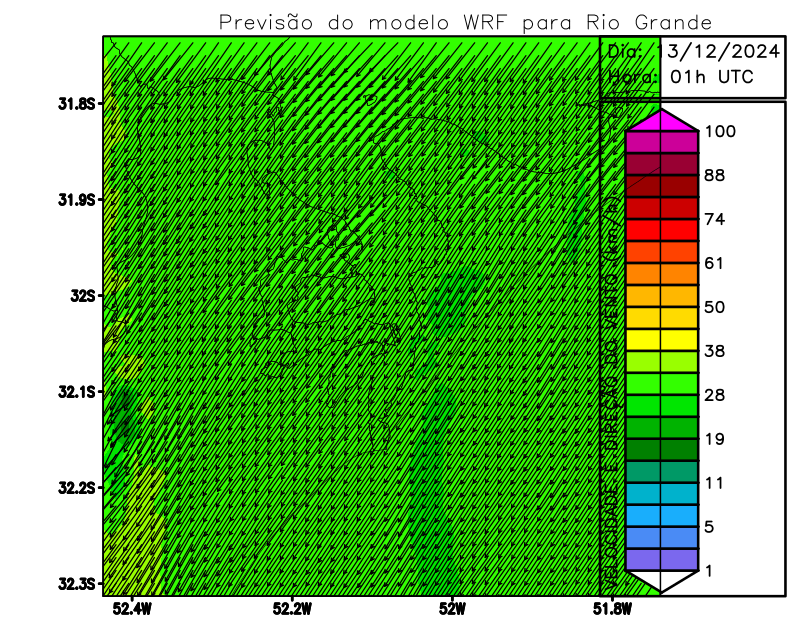 Previsão do modelo WRF para Rio Grande
Dia: 13/12/2024
Hora: 01h UTC
31.8S
31.9S
32S
32.1S
32.2S
32.3S
52.4W
52.2W
52W
51.8W
VELOCIDADE E DIREÇÃO DO VENTO (km/h)
100
88
74
61
50
38
28
19
11
5
1